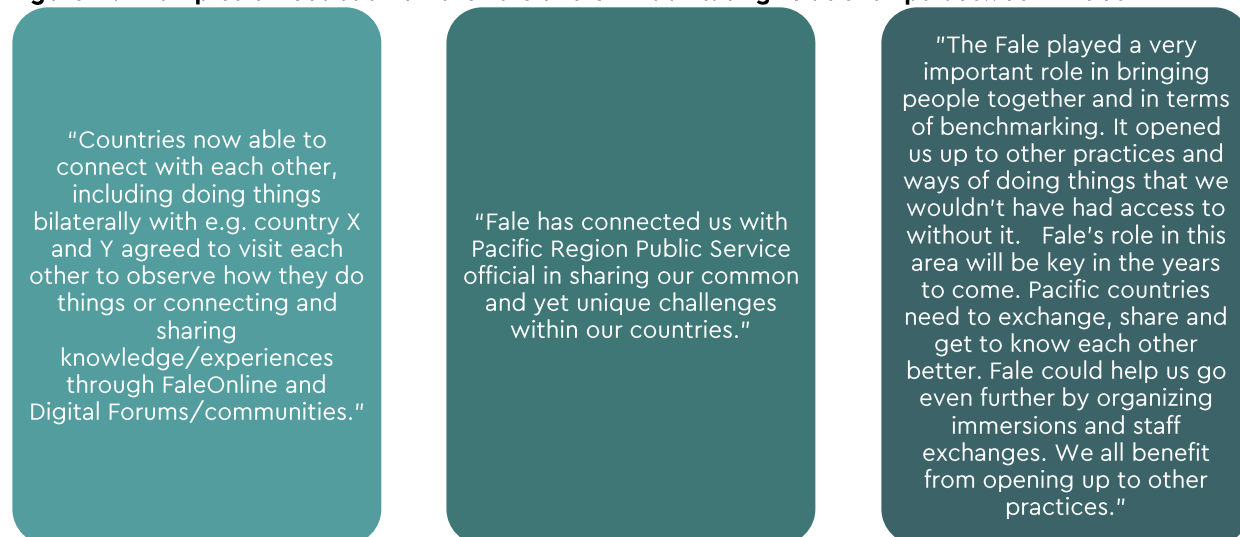 “Countries now able to
connect with each other,
including doing things
bilaterally with e.g. country X
and Y agreed to visit each
other to observe how they do
things or connecting and
sharing
knowledge/experiences
through FaleOnline and
Digital Forums/communities.”
“Fale has connected us with
Pacific Region Public Service
official in sharing our common
and yet unique challenges
within our countries.”
”The Fale played a very
important role in bringing
people together and in terms
of benchmarking. It opened
us up to other practices and
ways of doing things that we
wouldn’t have had access to
without it.   Fale’s role in this
area will be key in the years
to come. Pacific countries
need to exchange, share and
get to know each other
better. Fale could help us go
even further by organizing
immersions and staff
exchanges. We all benefit
from opening up to other
practices.”